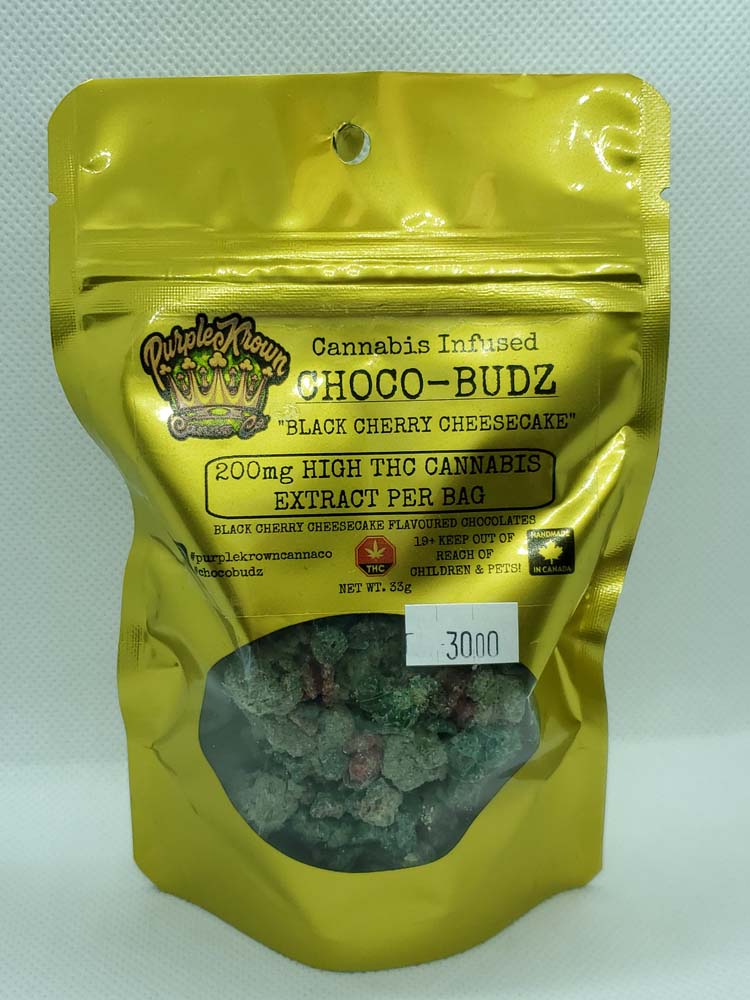 Purple Krown
Cannabis Infused
CHOCO-BUDZ
"BLACK CHERRY CHEESECAKE"
200mg HIGH THC CANNABIS
EXTRACT PER BAG
BLACK CHERRY CHEESECAKE FLAVOURED CHOCOLATES
#purplekrowncannaco
#chocobudz
THC
19+ KEEP OUT OF
REACH OF
CHILDREN & PETS!
HANDMADE
IN CANADA
NET WT. 33g
30.00